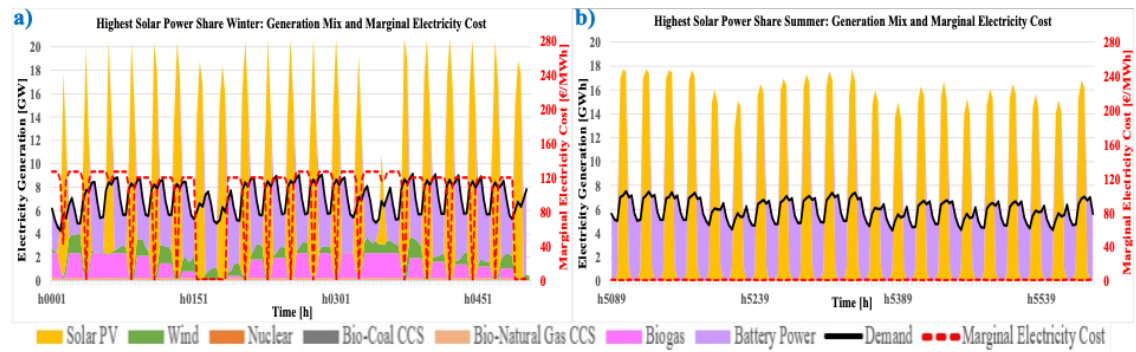 a)
Highest Solar Power Share Winter: Generation Mix and Marginal Electricity Cost
Electricity Generation [GW]
20
18
16
14
12
10
8
6
4
2
0
280
240
200
160
120
80
40
0
Marginal Electricity Cost [€/MWh]
h0001 h0151 h0301 h0451
Time [h]
b)
Highest Solar Power Share Summer: Generation Mix and Marginal Electricity Cost
Electricity Generation [GWh]
20
18
16
14
12
10
8
6
4
2
0
280
240
200
160
120
80
40
0
Marginal Electricity Cost [€/MWh]
h5089 h5239 h5389 h5539
Time [h]
Solar PV Wind Nuclear Bio-Coal CCS Bio-Natural Gas CCS Biogas Battery Power Demand Marginal Electricity Cost